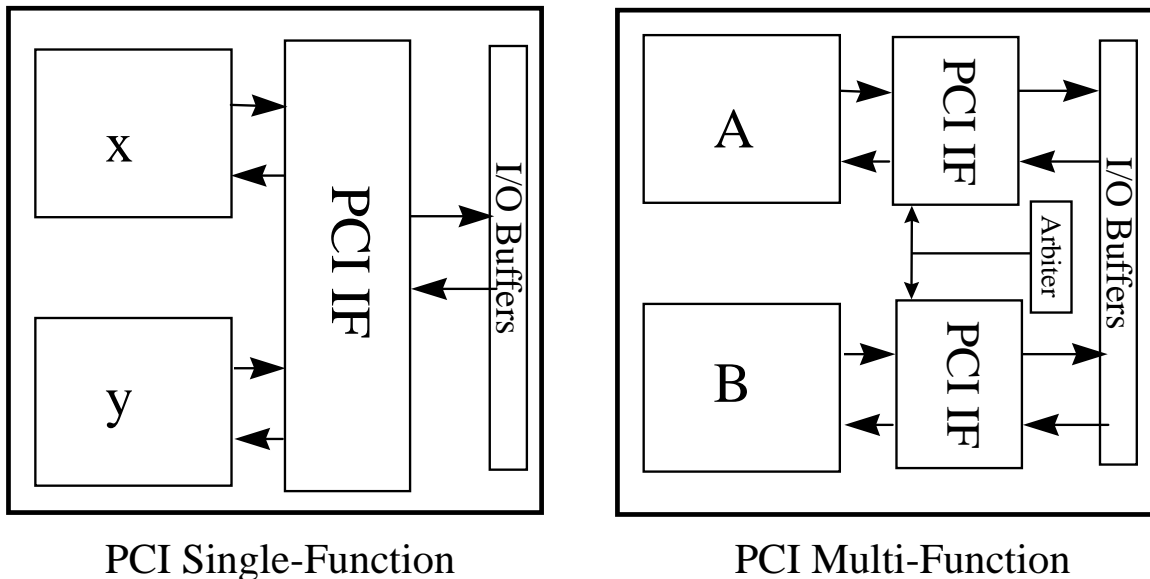 x
y
PCI IF
I/O Buffers
PCI Single-Function
A
B
PCI IF
PCI IF
Arbiter
I/O Buffers
PCI Multi-Function